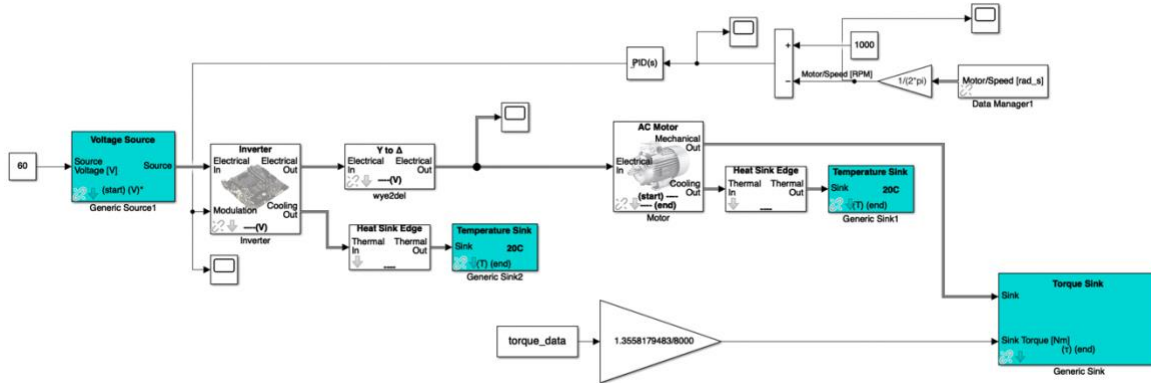 1000
PID(s)
+
−
Motor/Speed [RPM]
1/(2*pi)
Motor/Speed [rad_s]
Data Manager1
60
Voltage Source
Source
Voltage [V]
Source
(start) (V)*
Generic Source1
Inverter
Electrical
In
Electrical
Out
Modulation
Cooling
Out
----(V)
Inverter
Y to Δ
Electrical
In
Electrical
Out
----(V)
wye2del
Heat Sink Edge
Thermal
In
Thermal
Out
----
Temperature Sink
Sink
20C
(T) (end)
Generic Sink2
AC Motor
Mechanical
Out
Electrical
In
Cooling
Out
(start) ----
---- (end)
Motor
Heat Sink Edge
Thermal
In
Thermal
Out
----
Temperature Sink
Sink
20C
(T) (end)
Generic Sink1
torque_data
1.3558179483/8000
Torque Sink
Sink
Sink Torque [Nm]
(τ) (end)
Generic Sink